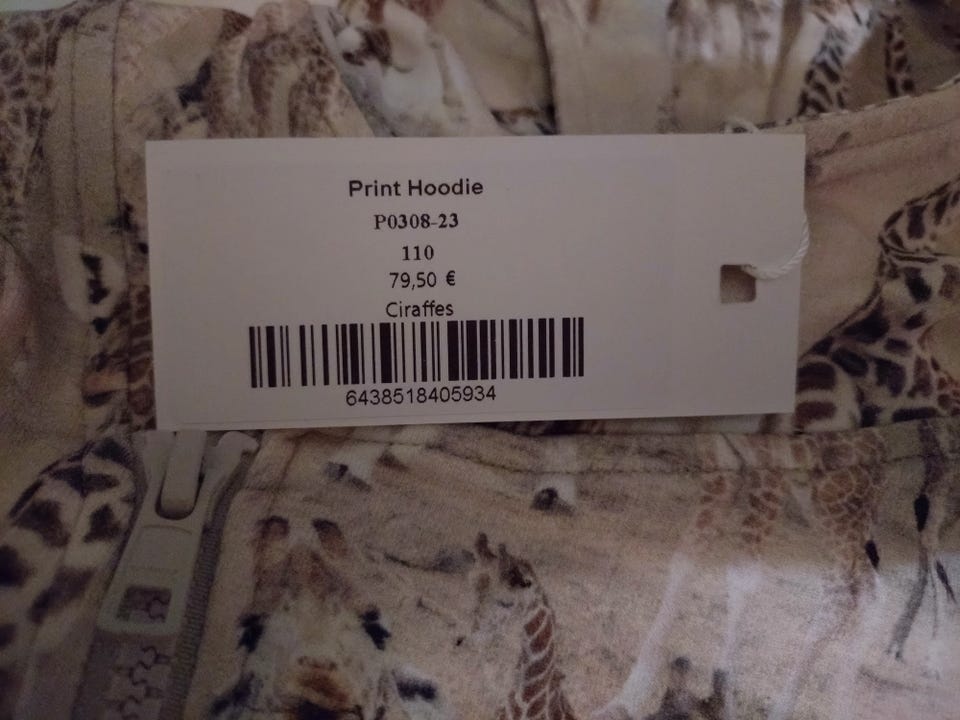 Print Hoodie
P0308-23
110
79,50 €
Ciraffes
6438518405934